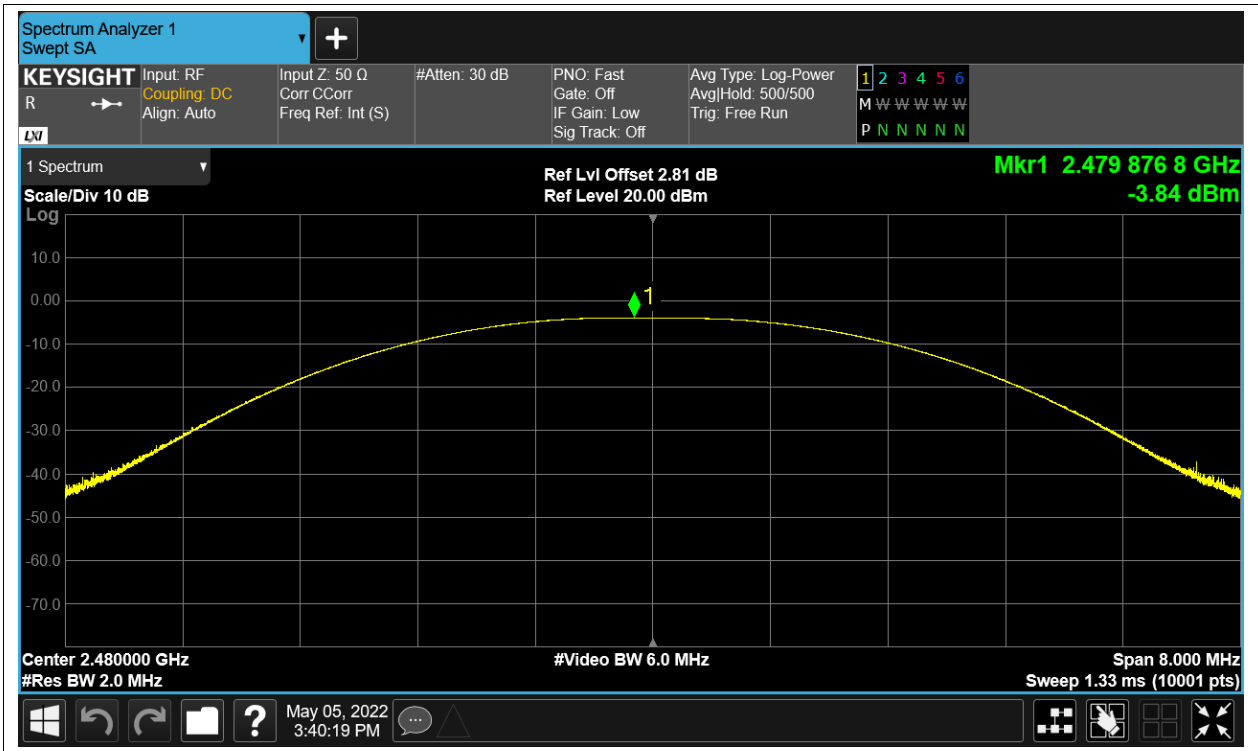 Spectrum Analyzer 1
Swept SA
+
KEYSIGHT
R
LXI
Input: RF
Coupling: DC
Align: Auto
Input Z: 50 Ω
Corr CCorr
Freq Ref: Int (S)
#Atten: 30 dB
PNO: Fast
Gate: Off
IF Gain: Low
Sig Track: Off
Avg Type: Log-Power
Avg|Hold: 500/500
Trig: Free Run
1 2 3 4 5 6
M W W W W W W
P N N N N N N
1 Spectrum
Scale/Div 10 dB
Log
Ref Lvl Offset 2.81 dB
Ref Level 20.00 dBm
Mkr1 2.479 876 8 GHz
-3.84 dBm
10.0
0.00
-10.0
-20.0
-30.0
-40.0
-50.0
-60.0
-70.0
1
Center 2.480000 GHz
#Video BW 6.0 MHz
Span 8.000 MHz
#Res BW 2.0 MHz
Sweep 1.33 ms (10001 pts)
?
May 05, 2022
3:40:19 PM